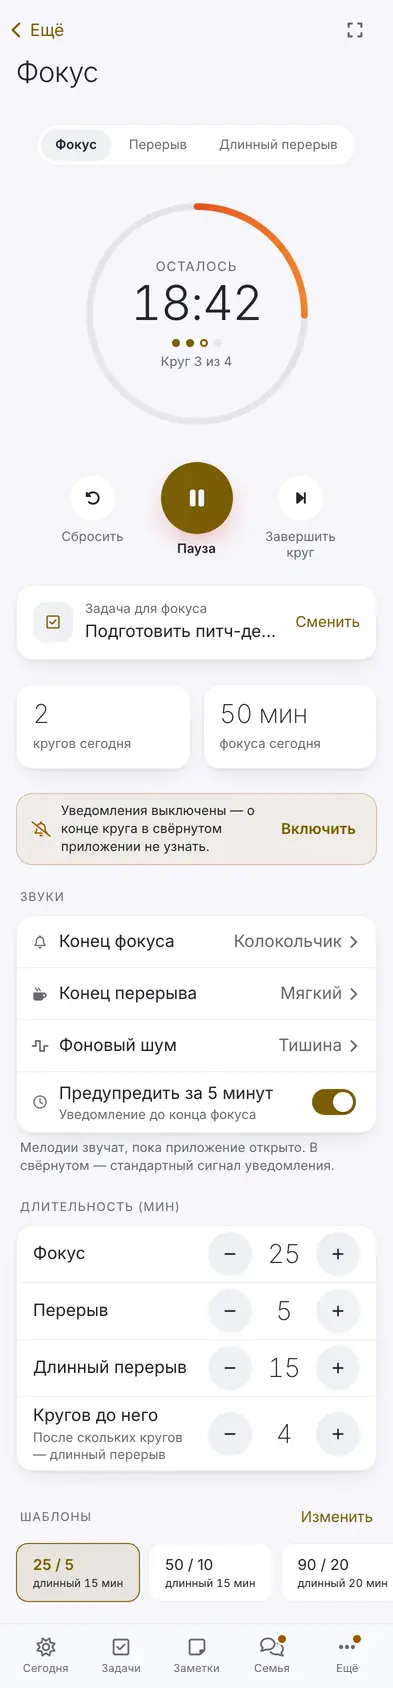 Ещё
Фокус
Фокус Перерыв Длинный перерыв
ОСТАЛОСЬ
18:42
Круг 3 из 4
Сбросить
Пауза
Завершить
круг
Задача для фокуса
Подготовить питч-де...
Сменить
2
кругов сегодня
50 мин
фокуса сегодня
Уведомления выключены — о
конце круга в свёрнутом
приложении не узнать.
Включить
ЗВУКИ
Конец фокуса Колокольчик
Конец перерыва Мягкий
Фоновый шум Тишина
Предупредить за 5 минут
Уведомление до конца фокуса
Мелодии звучат, пока приложение открыто. В
свёрнутом — стандартный сигнал уведомления.
ДЛИТЕЛЬНОСТЬ (МИН)
Фокус − 25 +
Перерыв − 5 +
Длинный перерыв − 15 +
Кругов до него
После скольких кругов
— длинный перерыв
− 4 +
ШАБЛОНЫ Изменить
25 / 5
длинный 15 мин
50 / 10
длинный 15 мин
90 / 20
длинный 20 мин
Сегодня Задачи Заметки Семья Ещё